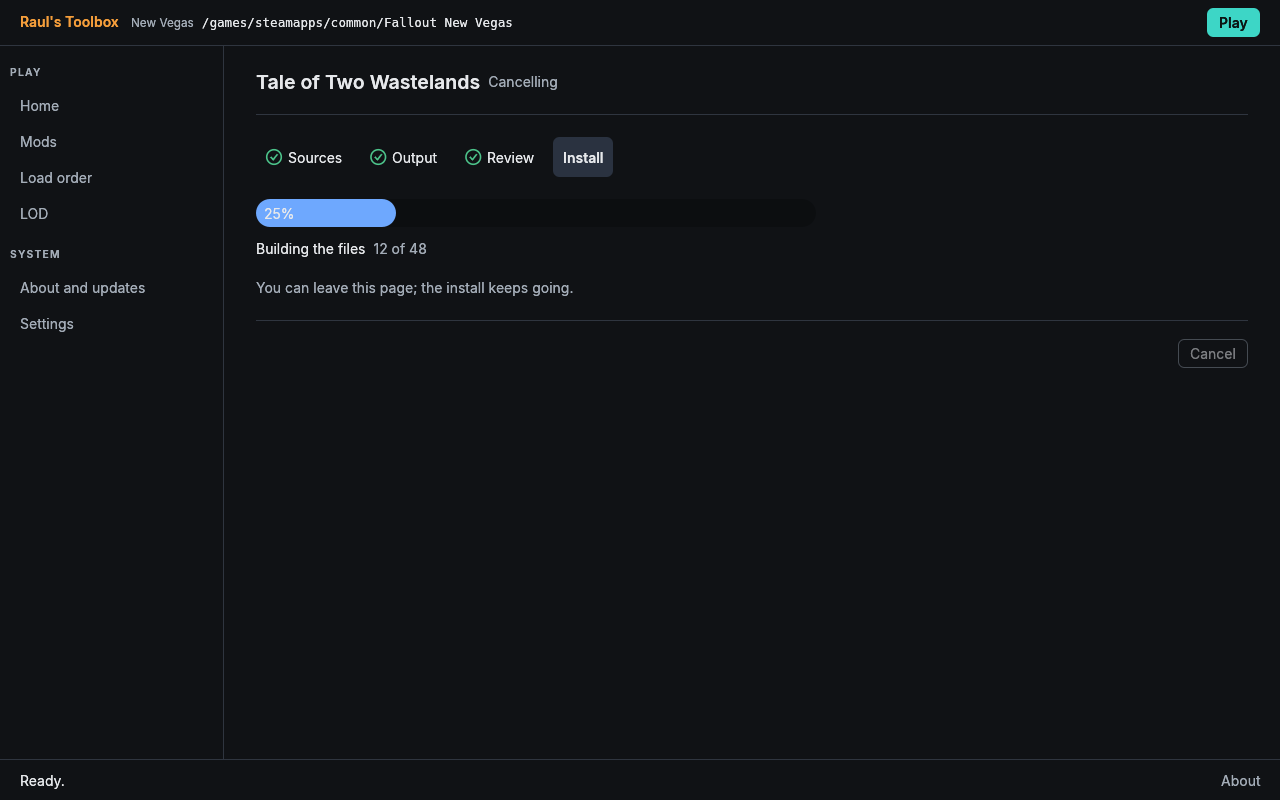 Raul's Toolbox New Vegas /games/steamapps/common/Fallout New Vegas Play
PLAY
Home
Mods
Load order
LOD
SYSTEM
About and updates
Settings
Tale of Two Wastelands Cancelling
Sources Output Review Install
25%
Building the files 12 of 48
You can leave this page; the install keeps going.
Cancel
Ready. About